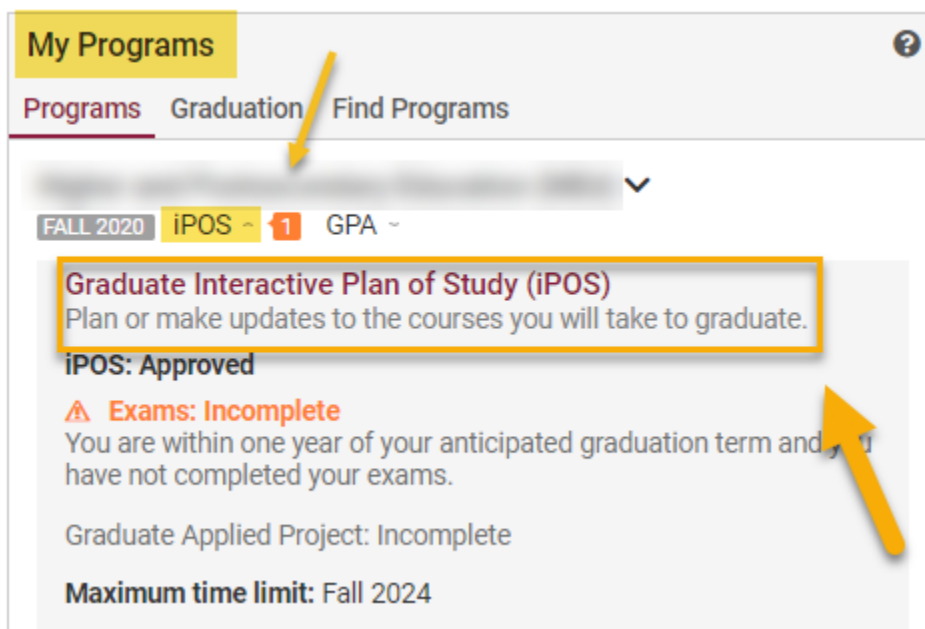 My Programs
Programs Graduation Find Programs
FALL 2020 iPOS 1 GPA
Graduate Interactive Plan of Study (iPOS)
Plan or make updates to the courses you will take to graduate.
iPOS: Approved
Exams: Incomplete
You are within one year of your anticipated graduation term and you
have not completed your exams.
Graduate Applied Project: Incomplete
Maximum time limit: Fall 2024